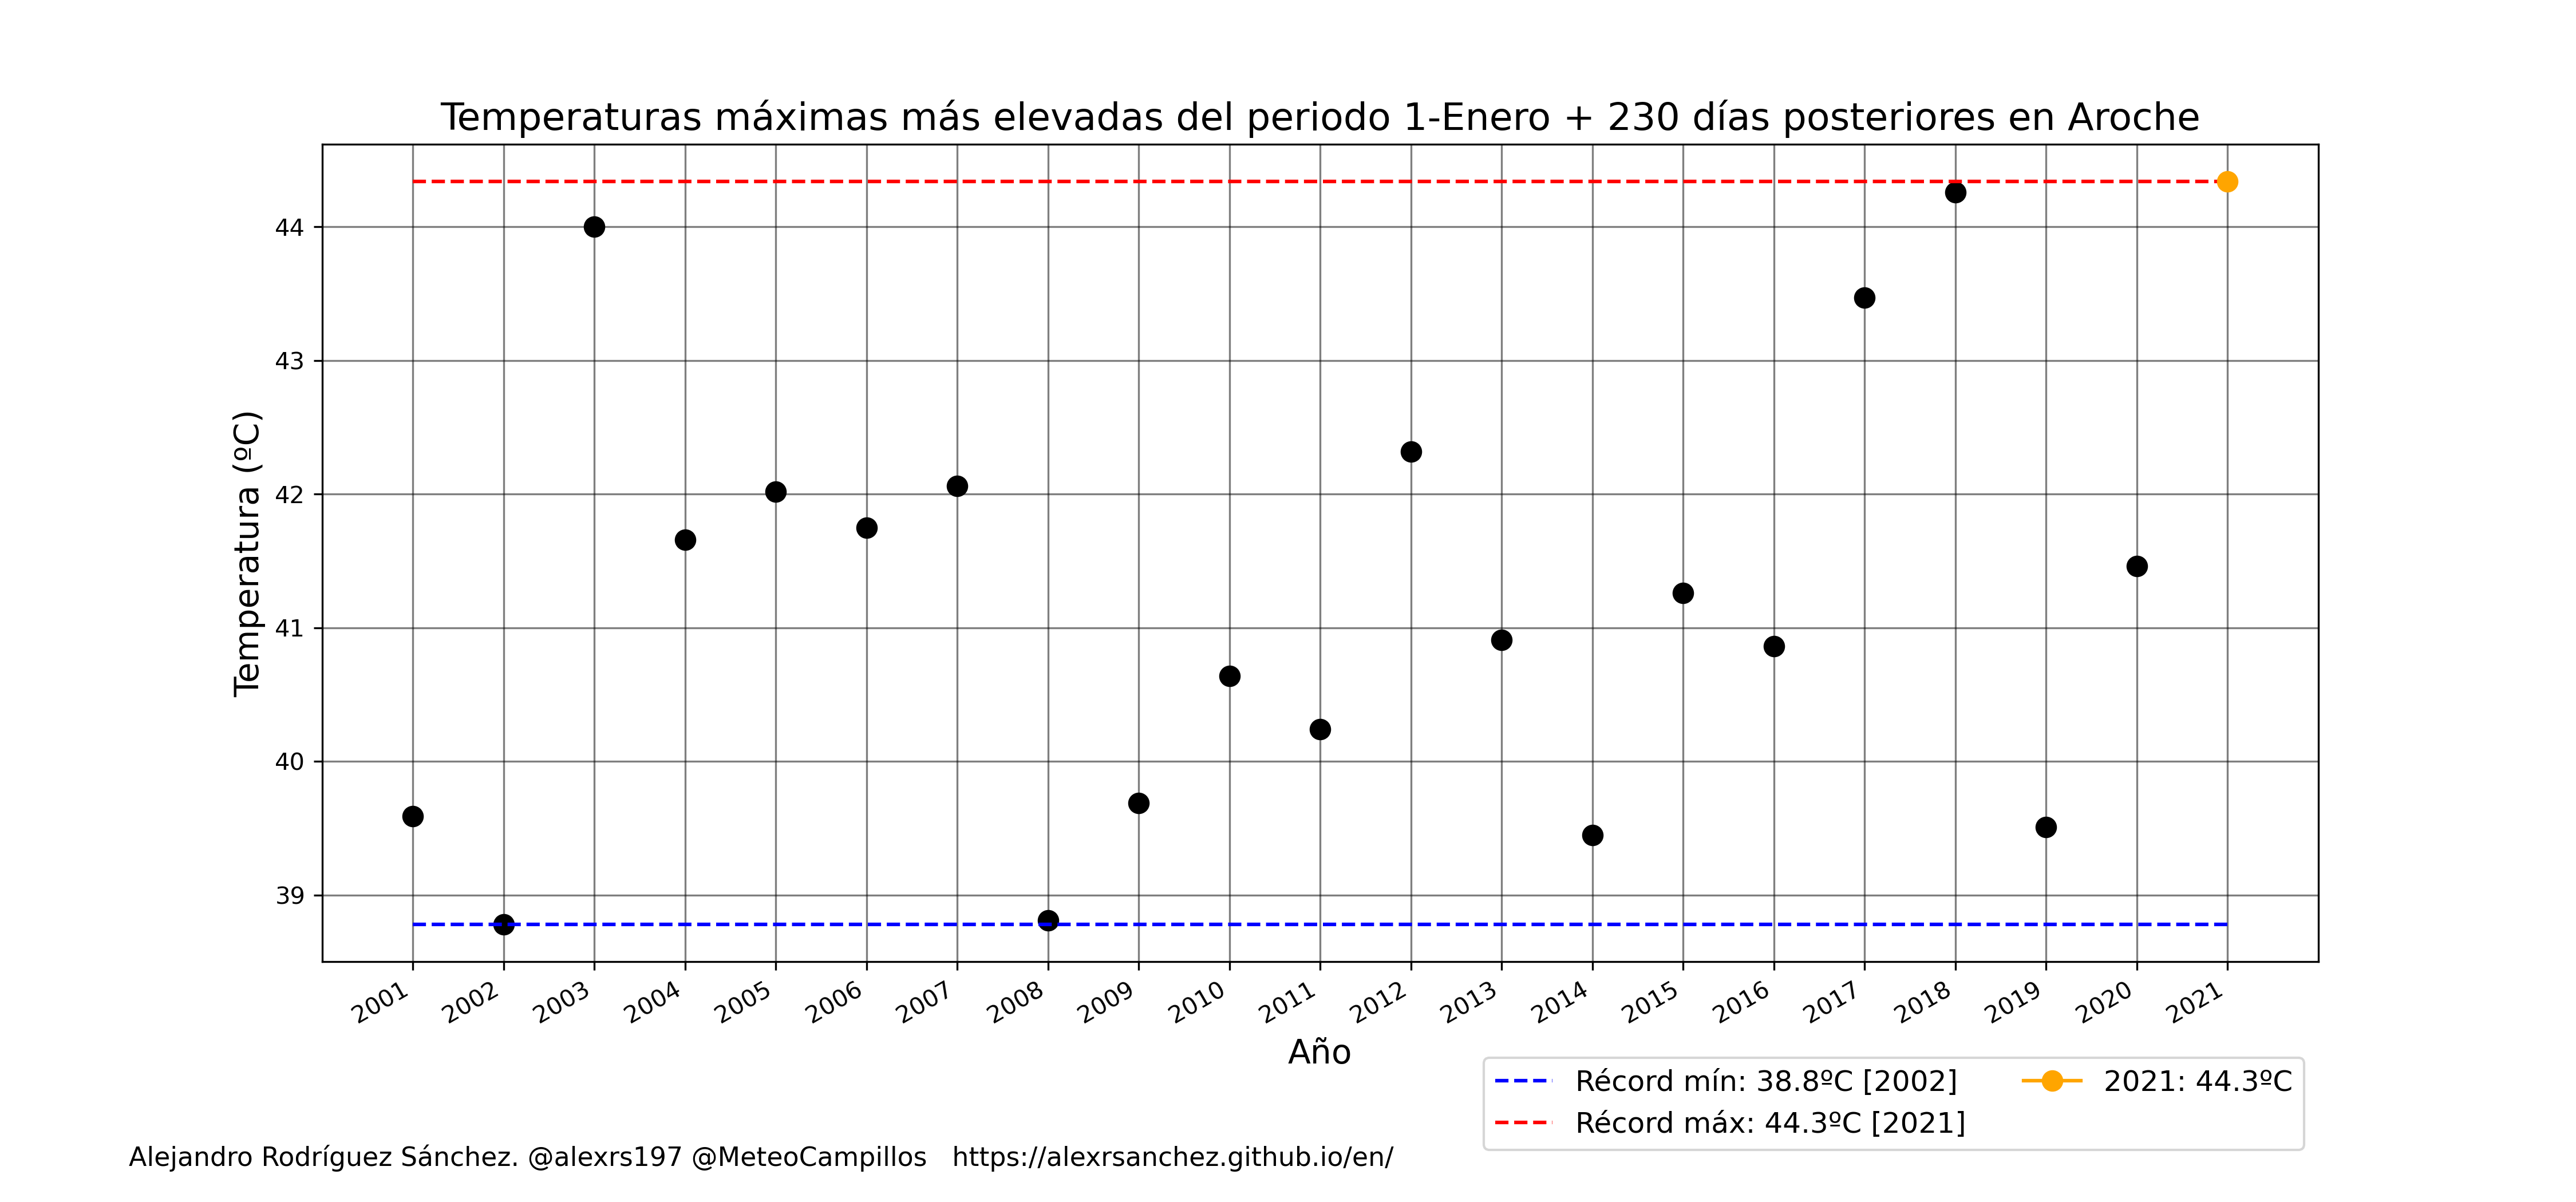 Temperaturas máximas más elevadas del periodo 1-Enero + 230 días posteriores en Aroche
Temperatura (ºC)
44
43
42
41
40
39
2001 2002 2003 2004 2005 2006 2007 2008 2009 2010 2011 2012 2013 2014 2015 2016 2017 2018 2019 2020 2021
Año
Récord mín: 38.8ºC [2002]
Récord máx: 44.3ºC [2021]
2021: 44.3ºC
Alejandro Rodríguez Sánchez. @alexrs197 @MeteoCampillos https://alexrsanchez.github.io/en/